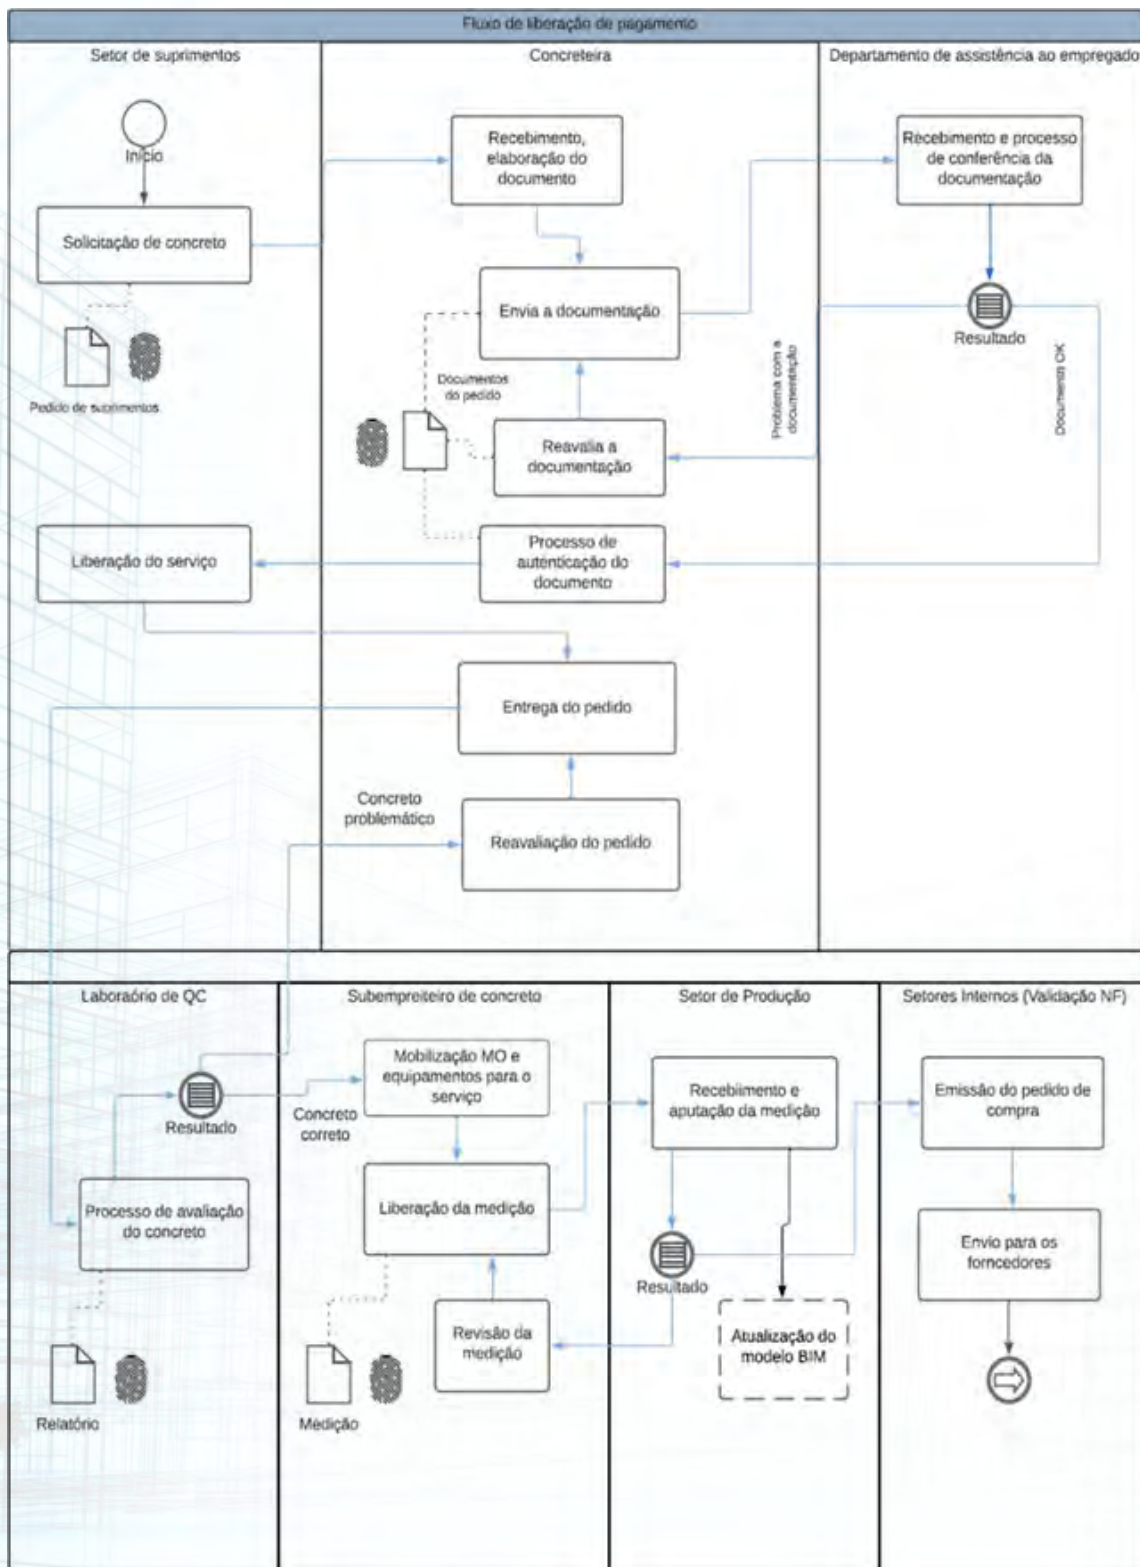 Fluxo de liberação de pagamento
Setor de suprimentos
Concreteira
Departamento de assistência ao empregado
Início
Recebimento,
elaboração do
documento
Recebimento e processo
de conferência da
documentação
Solicitação de concreto
Envia a documentação
Resultado
Pedido de suprimentos
Documentos
do pedido
Problema com a
documentação
Documento OK
Reavalia a
documentação
Liberação do serviço
Processo de
autênticação do
documento
Entrega do pedido
Concreto
problemático
Reavaliação do pedido
Laboraório de QC
Subempreiteiro de concreto
Setor de Produção
Setores Internos (Validação NF)
Mobilização MO e
equipamentos para o
serviço
Recebiimento e
aputação da medição
Emissão do pedido de
compra
Resultado
Concreto
correto
Processo de avaliação
do concreto
Liberação da medição
Envio para os
forncedores
Resultado
Revisão da
medição
Atualização do
modelo BIM
Relatório
Medição